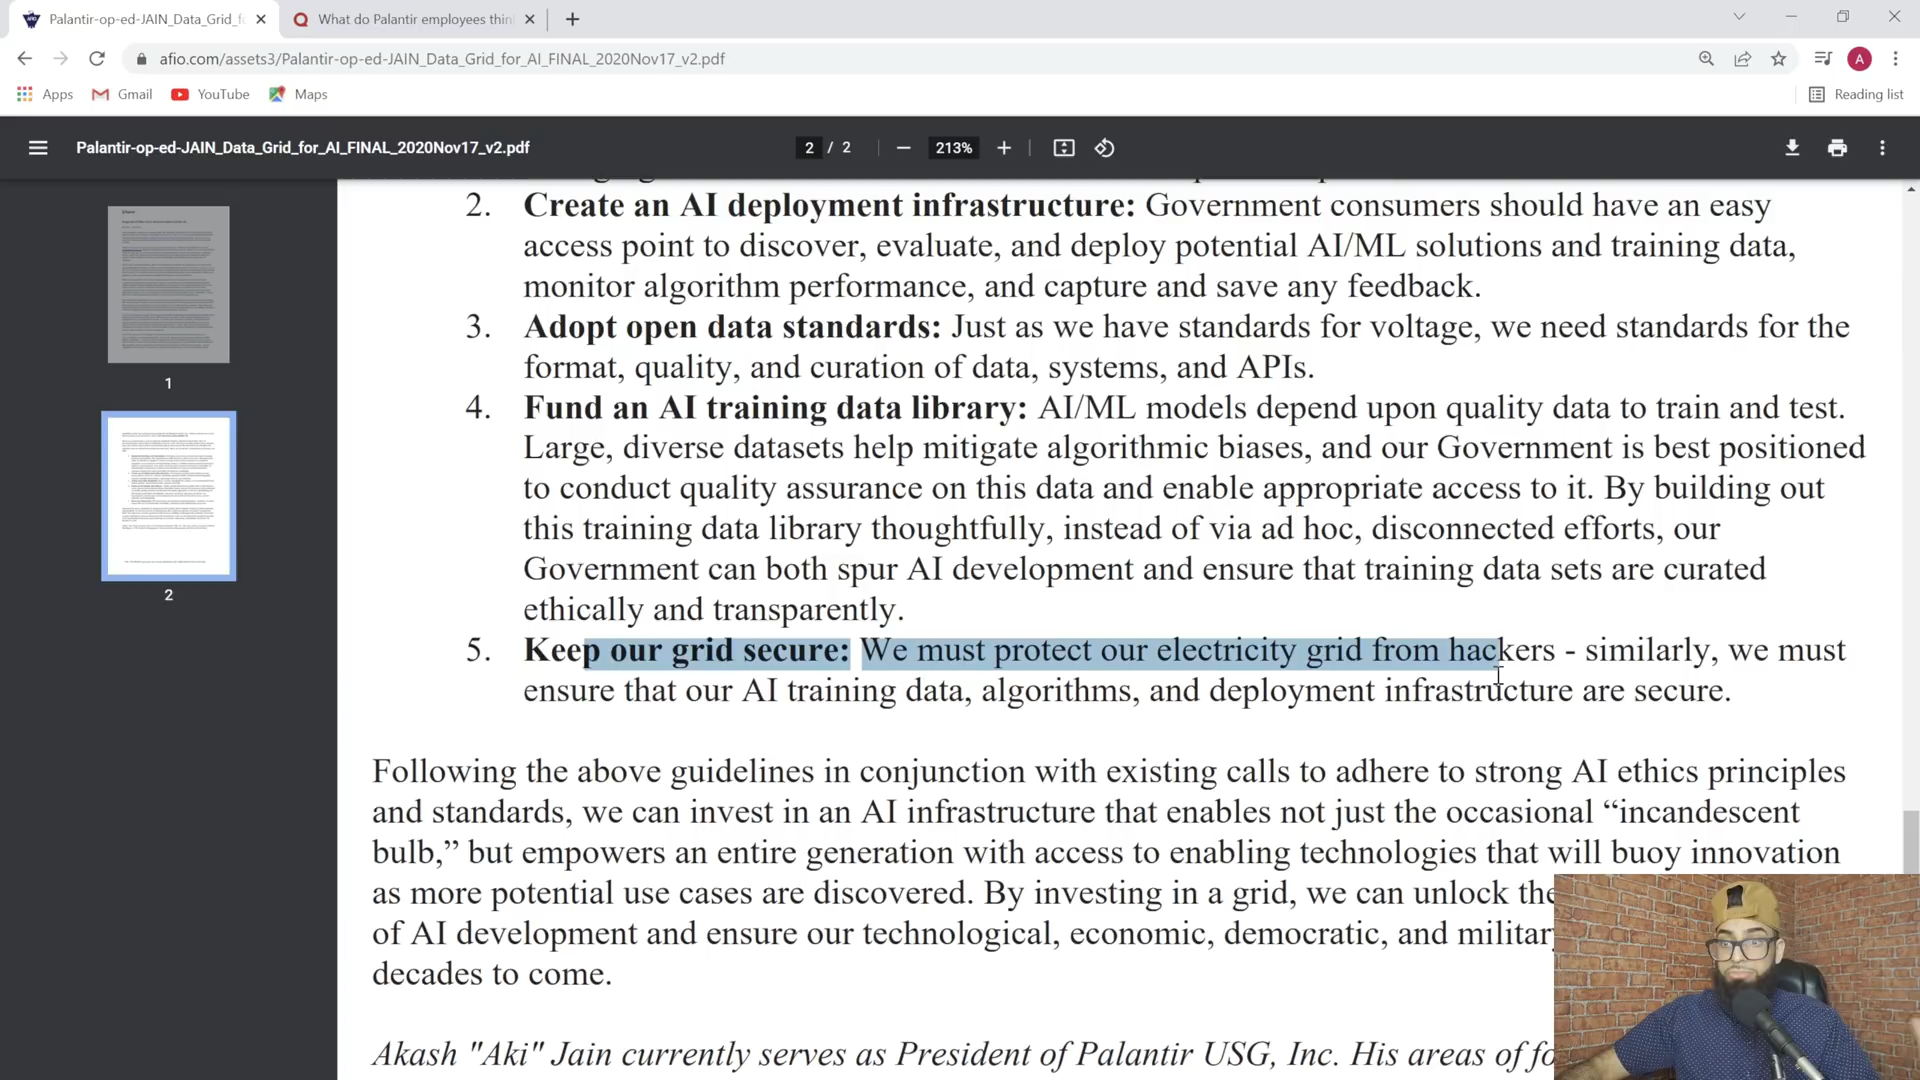 Palantir-op-ed-JAIN_Data_Grid_f
What do Palantir employees thin
afio.com/assets3/Palantir-op-ed-JAIN_Data_Grid_for_AI_FINAL_2020Nov17_v2.pdf
A
Apps
Gmail
YouTube
Maps
Reading list
Palantir-op-ed-JAIN_Data_Grid_for_AI_FINAL_2020Nov17_v2.pdf
2 / 2
213%
1
2
2. Create an AI deployment infrastructure: Government consumers should have an easy
access point to discover, evaluate, and deploy potential AI/ML solutions and training data,
monitor algorithm performance, and capture and save any feedback.
3. Adopt open data standards: Just as we have standards for voltage, we need standards for the
format, quality, and curation of data, systems, and APIs.
4. Fund an AI training data library: AI/ML models depend upon quality data to train and test.
Large, diverse datasets help mitigate algorithmic biases, and our Government is best positioned
to conduct quality assurance on this data and enable appropriate access to it. By building out
this training data library thoughtfully, instead of via ad hoc, disconnected efforts, our
Government can both spur AI development and ensure that training data sets are curated
ethically and transparently.
5. Keep our grid secure: We must protect our electricity grid from hackers - similarly, we must
ensure that our AI training data, algorithms, and deployment infrastructure are secure.
Following the above guidelines in conjunction with existing calls to adhere to strong AI ethics principles
and standards, we can invest in an AI infrastructure that enables not just the occasional “incandescent
bulb,” but empowers an entire generation with access to enabling technologies that will buoy innovation
as more potential use cases are discovered. By investing in a grid, we can unlock the
of AI development and ensure our technological, economic, democratic, and military
decades to come.
Akash "Aki" Jain currently serves as President of Palantir USG, Inc. His areas of fo